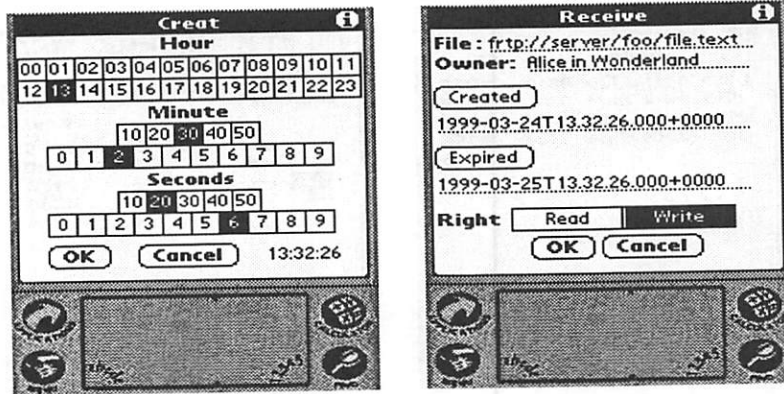 Creat
Hour
00 01 02 03 04 05 06 07 08 09 10 11
12 13 14 15 16 17 18 19 20 21 22 23
Minute
10 20 30 40 50
0 1 2 3 4 5 6 7 8 9
Seconds
10 20 30 40 50
0 1 2 3 4 5 6 7 8 9
OK Cancel 13:32:26
abcde 12345
Receive
File: frtp://server/foo/file.text
Owner: Alice in Wonderland
Created
1999-03-24T13.32.26.000+0000
Expired
1999-03-25T13.32.26.000+0000
Right Read Write
OK Cancel
abcde 12345